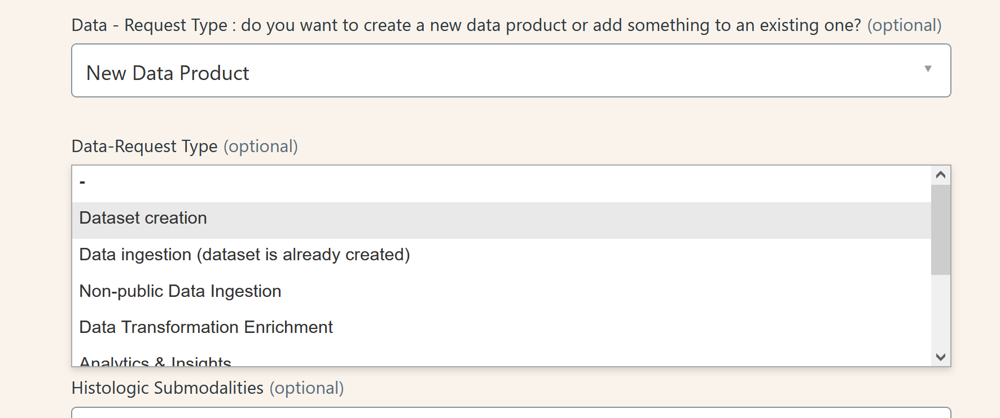 Data - Request Type : do you want to create a new data product or add something to an existing one? (optional)
New Data Product
Data-Request Type (optional)
-
Dataset creation
Data ingestion (dataset is already created)
Non-public Data Ingestion
Data Transformation Enrichment
Analytics & Insights
Histologic Submodalities (optional)